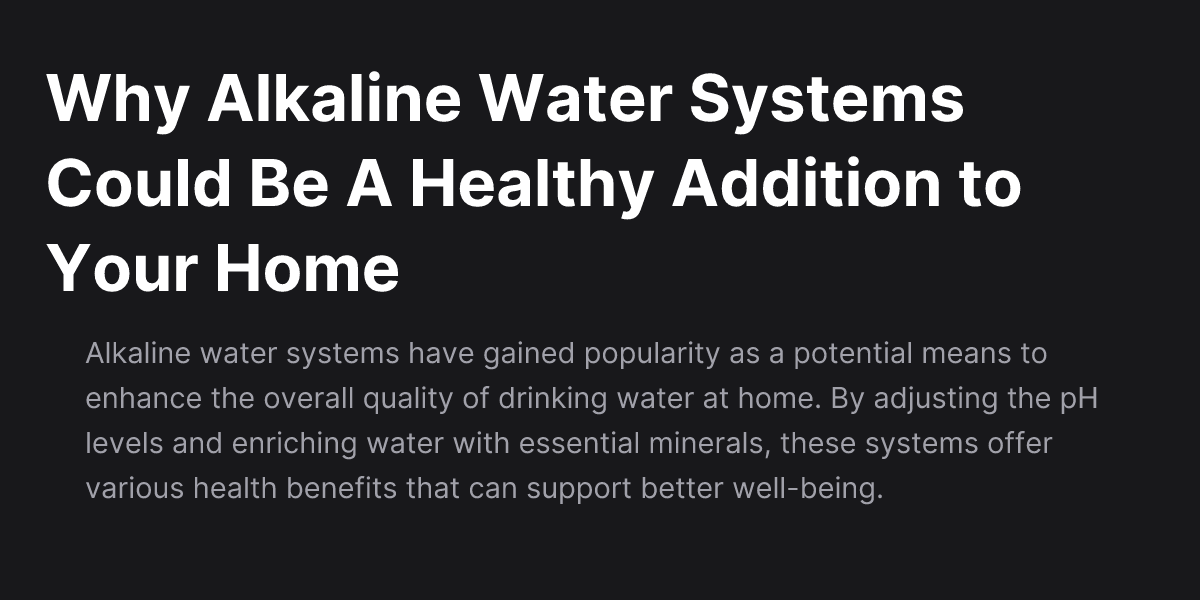 Why Alkaline Water Systems
Could Be A Healthy Addition to
Your Home
Alkaline water systems have gained popularity as a potential means to
enhance the overall quality of drinking water at home. By adjusting the pH
levels and enriching water with essential minerals, these systems offer
various health benefits that can support better well-being.